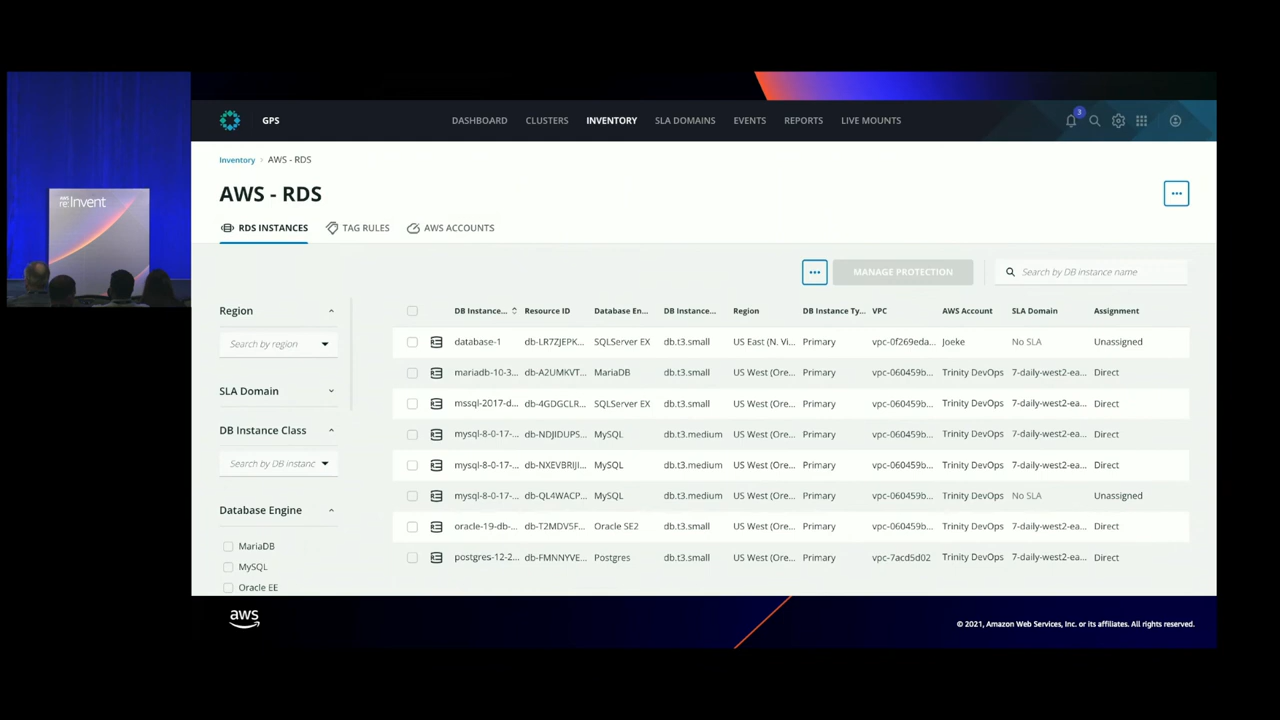 aws
re:Invent
GPS
DASHBOARD CLUSTERS INVENTORY SLA DOMAINS EVENTS REPORTS LIVE MOUNTS
3
Inventory › AWS - RDS
AWS - RDS
RDS INSTANCES TAG RULES AWS ACCOUNTS
MANAGE PROTECTION Search by DB instance name
Region
Search by region
SLA Domain
DB Instance Class
Search by DB instanc
Database Engine
MariaDB
MySQL
Oracle EE
DB Instance... Resource ID Database En... DB Instance... Region DB Instance Ty... VPC AWS Account SLA Domain Assignment
database-1 db-LR7ZJEPK... SQLServer EX db.t3.small US East (N. Vi... Primary vpc-0f269eda... Joeke No SLA Unassigned
mariadb-10-3... db-A2UMKVT... MariaDB db.t3.small US West (Ore... Primary vpc-060459b... Trinity DevOps 7-daily-west2-ea... Direct
mssql-2017-d... db-4GDGCLR... SQLServer EX db.t3.small US West (Ore... Primary vpc-060459b... Trinity DevOps 7-daily-west2-ea... Direct
mysql-8-0-17-... db-NDJIDUPS... MySQL db.t3.medium US West (Ore... Primary vpc-060459b... Trinity DevOps 7-daily-west2-ea... Direct
mysql-8-0-17-... db-NXEVBRIJI... MySQL db.t3.medium US West (Ore... Primary vpc-060459b... Trinity DevOps 7-daily-west2-ea... Direct
mysql-8-0-17-... db-QL4WACP... MySQL db.t3.medium US West (Ore... Primary vpc-060459b... Trinity DevOps No SLA Unassigned
oracle-19-db-... db-T2MDV5F... Oracle SE2 db.t3.small US West (Ore... Primary vpc-060459b... Trinity DevOps 7-daily-west2-ea... Direct
postgres-12-2... db-FMNNYVE... Postgres db.t3.small US West (Ore... Primary vpc-7acd5d02 Trinity DevOps 7-daily-west2-ea... Direct
aws
© 2021, Amazon Web Services, Inc. or its affiliates. All rights reserved.